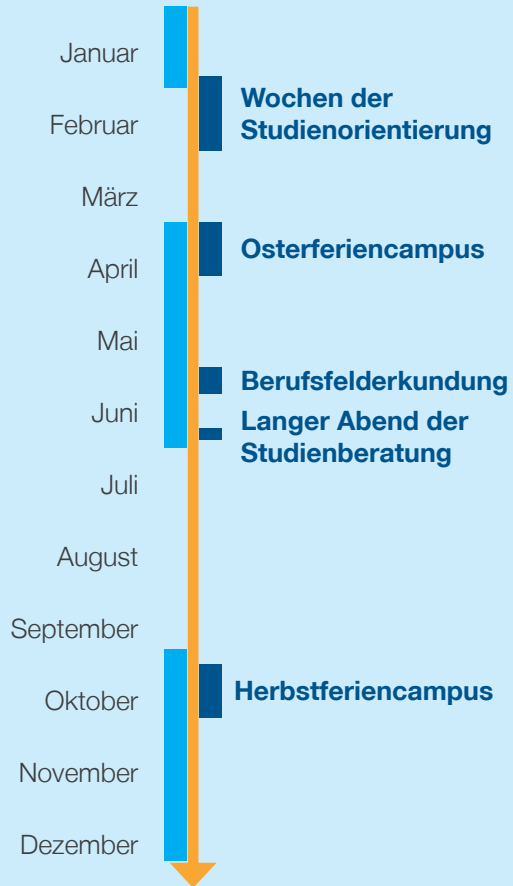 Januar
Wochen der
Studienorientierung
Februar
März
Osterferiencampus
April
Mai
Berufsfelderkundung
Juni
Langer Abend der
Studienberatung
Juli
August
September
Oktober
Herbstferiencampus
November
Dezember